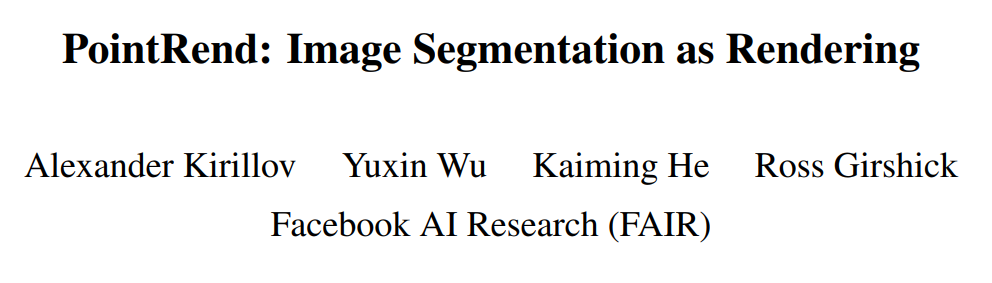 PointRend: Image Segmentation as Rendering
Alexander Kirillov Yuxin Wu Kaiming He Ross Girshick
Facebook AI Research (FAIR)